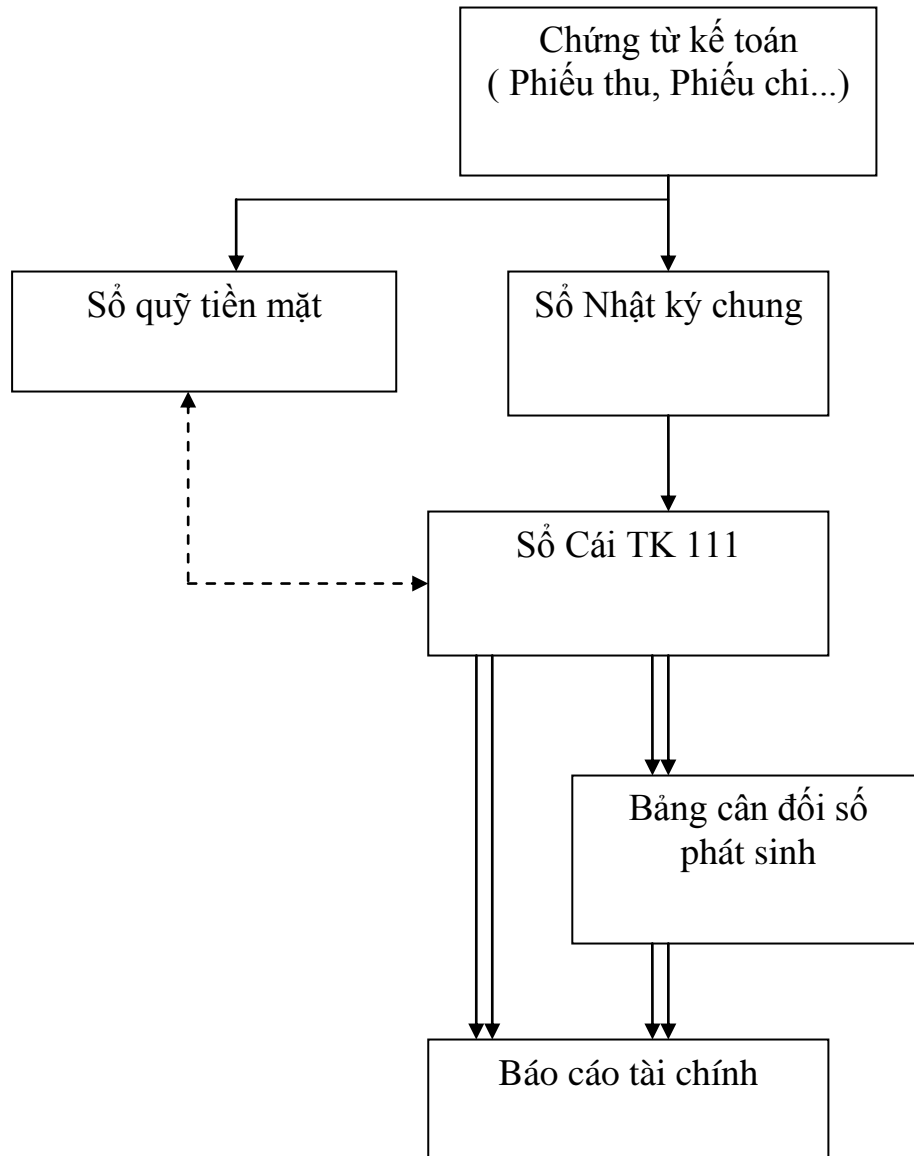 Chứng từ kế toán
( Phiếu thu, Phiếu chi...)
Sổ quỹ tiền mặt
Sổ Nhật ký chung
Sổ Cái TK 111
Bảng cân đối số
phát sinh
Báo cáo tài chính